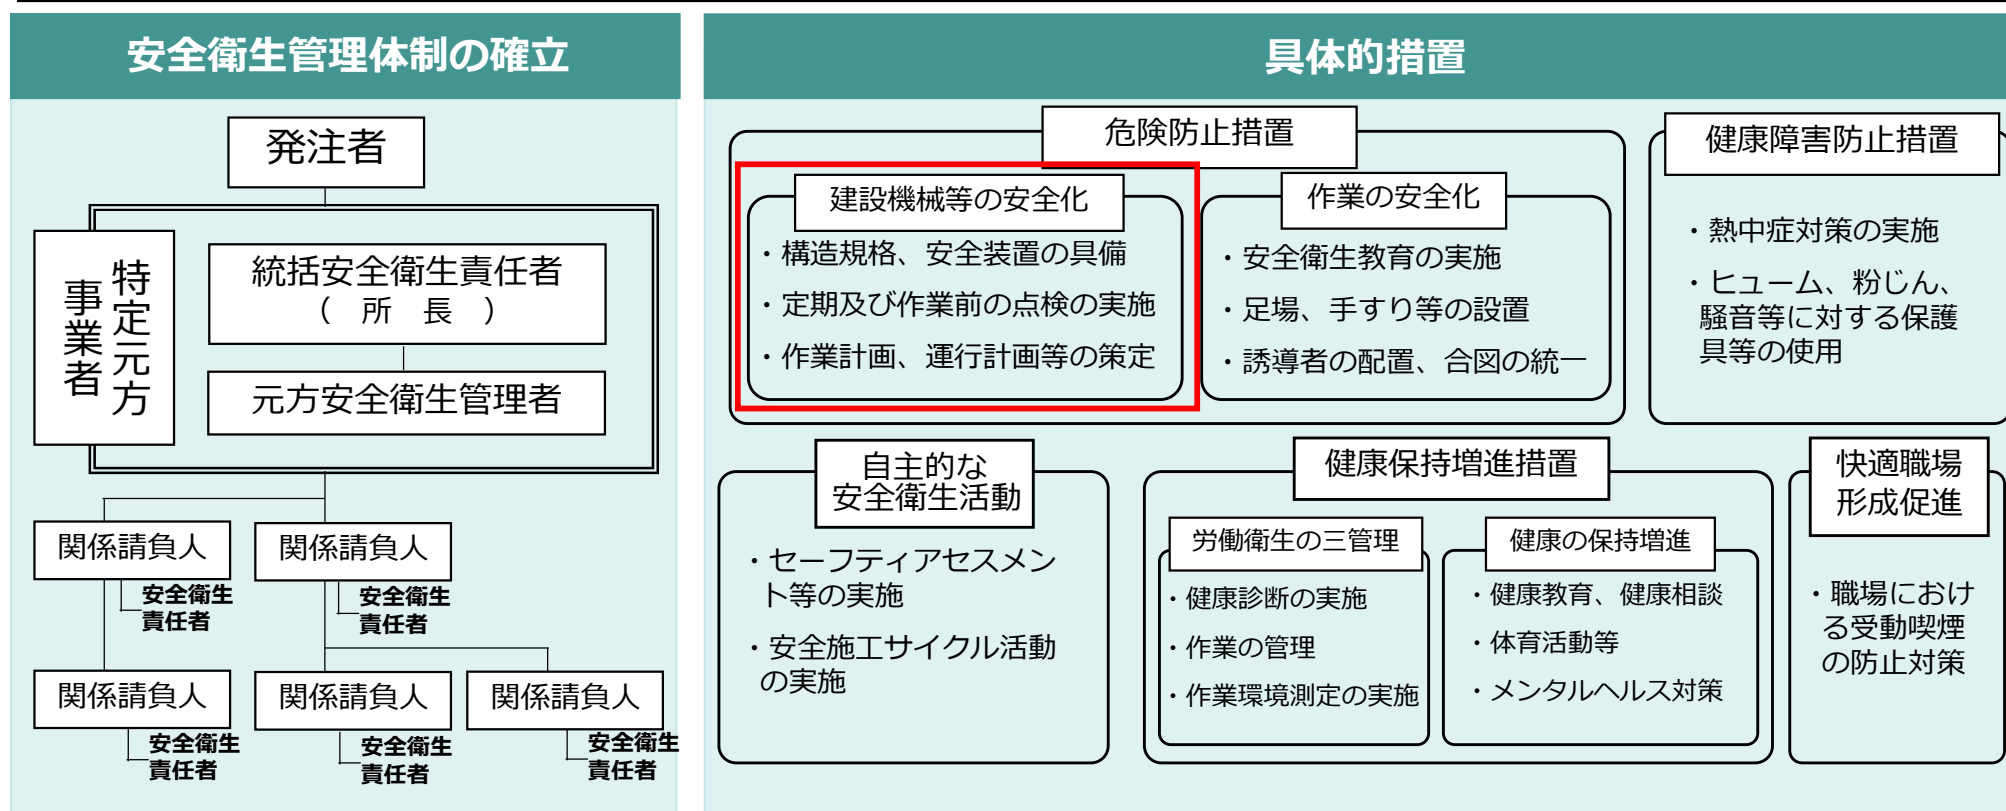 安全衛生管理体制の確立
発注者
特定元方
事業者
統括安全衛生責任者
（ 所 長 ）
元方安全衛生管理者
関係請負人
安全衛生
責任者
関係請負人
安全衛生
責任者
関係請負人
安全衛生
責任者
関係請負人
安全衛生
責任者
関係請負人
安全衛生
責任者
具体的措置
危険防止措置
建設機械等の安全化
・構造規格、安全装置の具備
・定期及び作業前の点検の実施
・作業計画、運行計画等の策定
作業の安全化
・安全衛生教育の実施
・足場、手すり等の設置
・誘導者の配置、合図の統一
健康障害防止措置
・熱中症対策の実施
・ヒューム、粉じん、
騒音等に対する保護
具等の使用
自主的な
安全衛生活動
・セーフティアセスメン
ト等の実施
・安全施工サイクル活動
の実施
健康保持増進措置
労働衛生の三管理
・健康診断の実施
・作業の管理
・作業環境測定の実施
健康の保持増進
・健康教育、健康相談
・体育活動等
・メンタルヘルス対策
快適職場
形成促進
・職場におけ
る受動喫煙
の防止対策